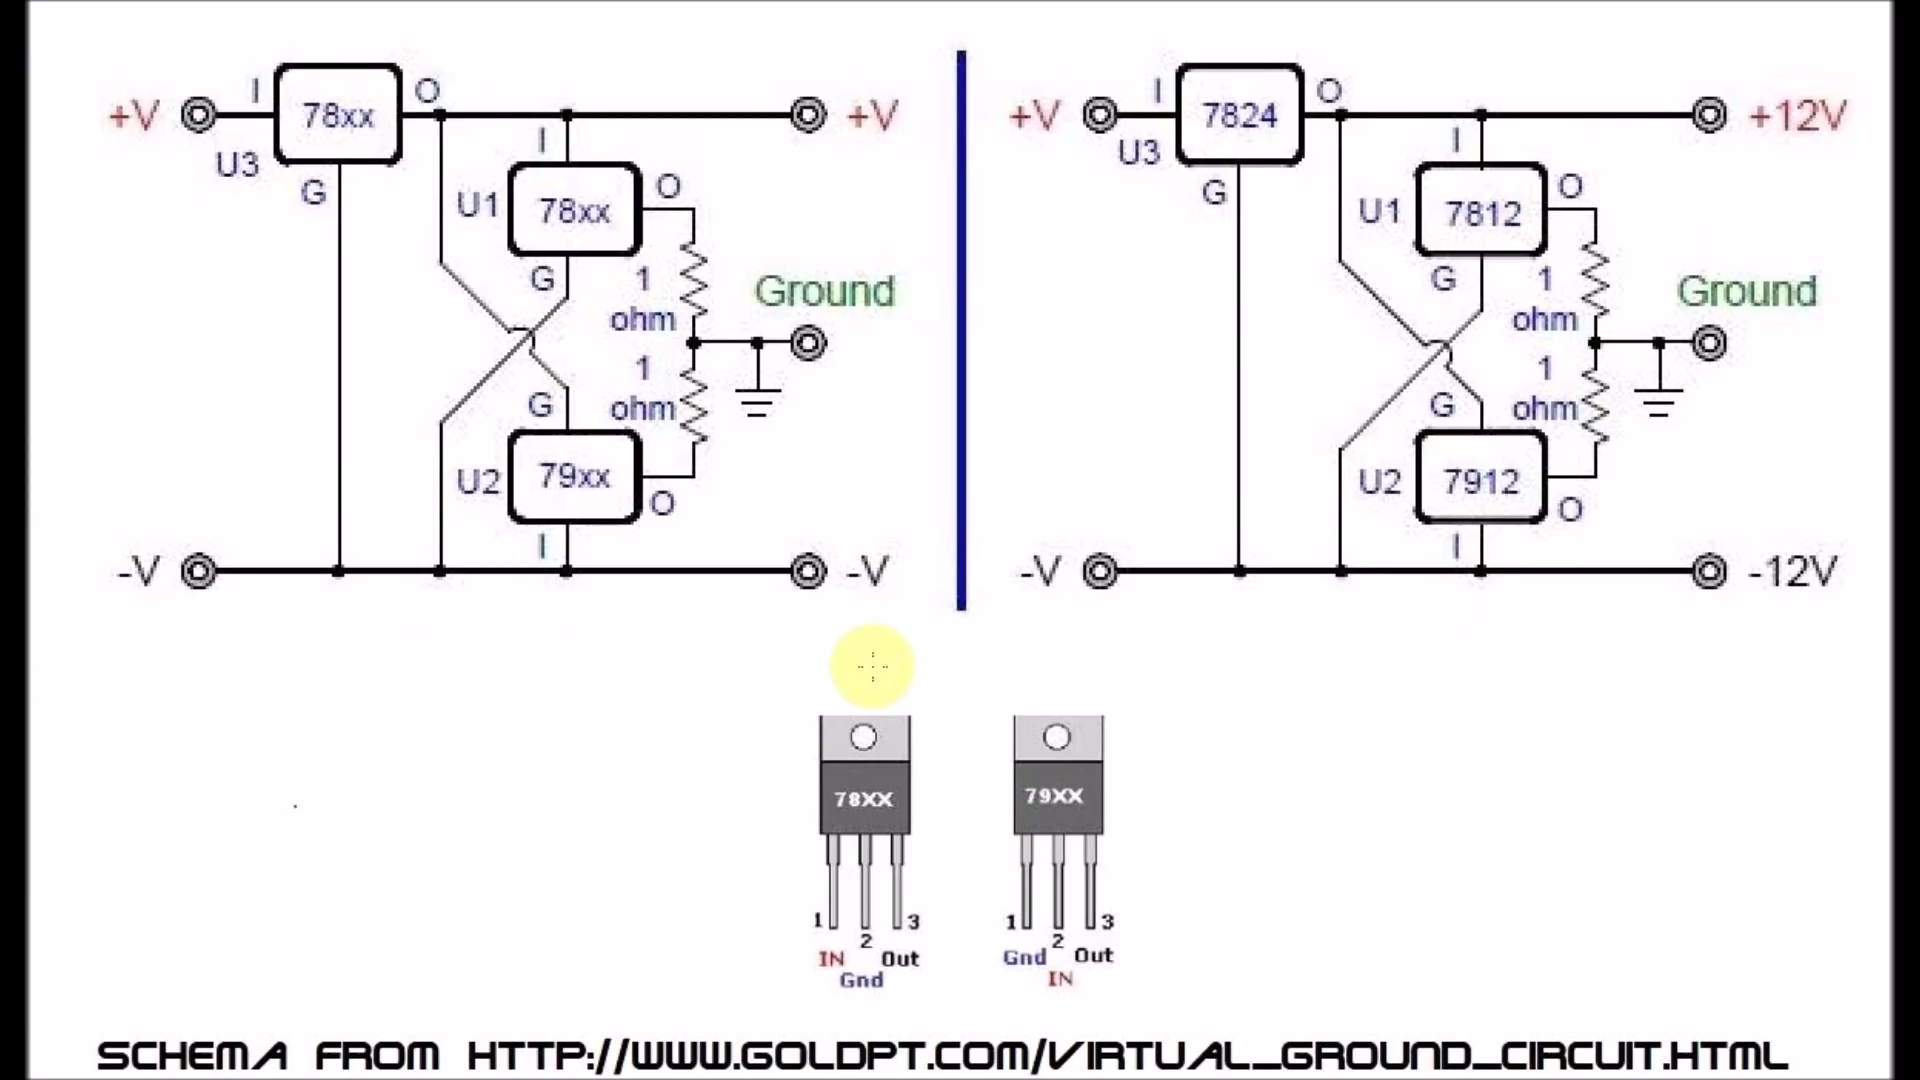 +V I 78xx O +V
U3 G
I
U1 78xx O
G 1 ohm Ground
1 ohm
G
U2 79xx O
I
-V -V
+V I 7824 O +12V
U3 G
I
U1 7812 O
G 1 ohm Ground
1 ohm
G
U2 7912 O
I
-V -12V
78XX
1 2 3
IN Gnd Out
79XX
1 2 3
Gnd IN Out
SCHEMA FROM HTTP://WWW.GOLDPT.COM/VIRTUAL_GROUND_CIRCUIT.HTML